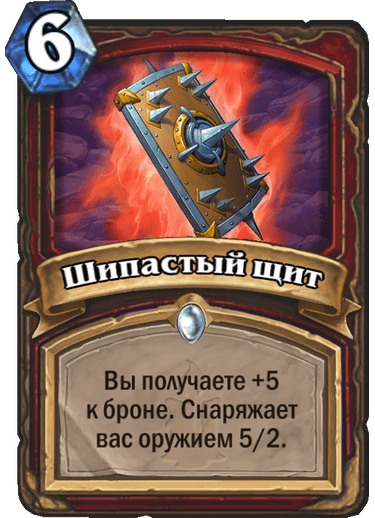 6
Шипастый щит
Вы получаете +5
к броне. Снаряжает
вас оружием 5/2.